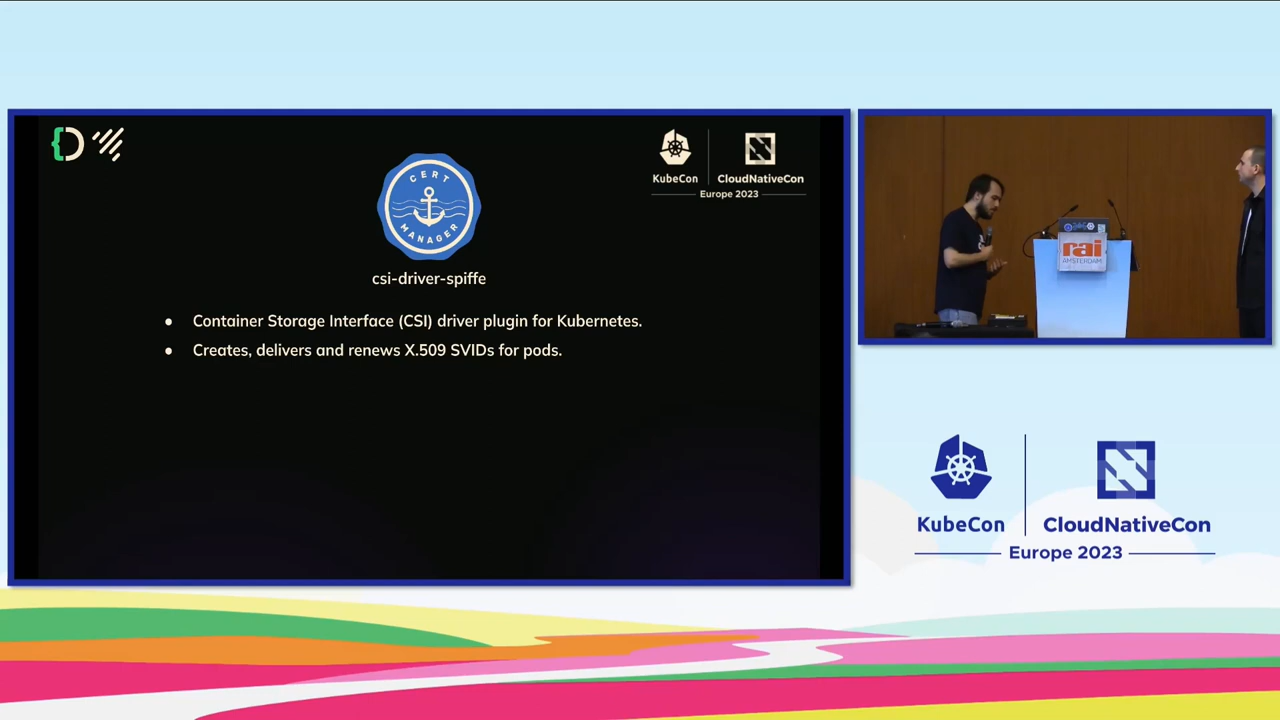 CERT
MANAGER
csi-driver-spiffe
● Container Storage Interface (CSI) driver plugin for Kubernetes.
● Creates, delivers and renews X.509 SVIDs for pods.
KubeCon
CloudNativeCon
Europe 2023
rai
AMSTERDAM
KubeCon
CloudNativeCon
Europe 2023